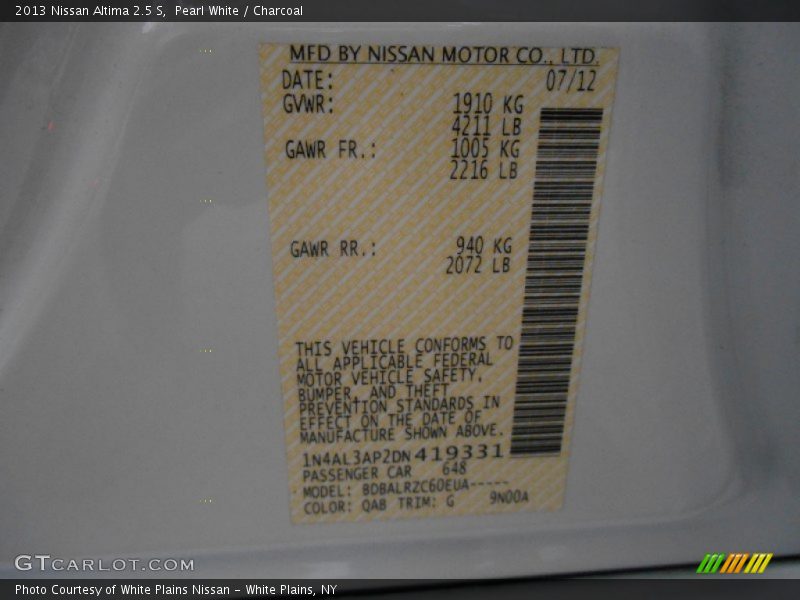 2013 Nissan Altima 2.5 S, Pearl White / Charcoal
MFD BY NISSAN MOTOR CO., LTD.
DATE: 07/12
GVWR: 1910 KG
4211 LB
GAWR FR.: 1005 KG
2216 LB
GAWR RR.: 940 KG
2072 LB
THIS VEHICLE CONFORMS TO
ALL APPLICABLE FEDERAL
MOTOR VEHICLE SAFETY,
BUMPER, AND THEFT
PREVENTION STANDARDS IN
EFFECT ON THE DATE OF
MANUFACTURE SHOWN ABOVE.
1N4AL3AP2DN419331
PASSENGER CAR 648
MODEL: BDBALRZC60EUA-----
COLOR: QAB TRIM: G 9N00A
GTCARLOT.COM
Photo Courtesy of White Plains Nissan - White Plains, NY